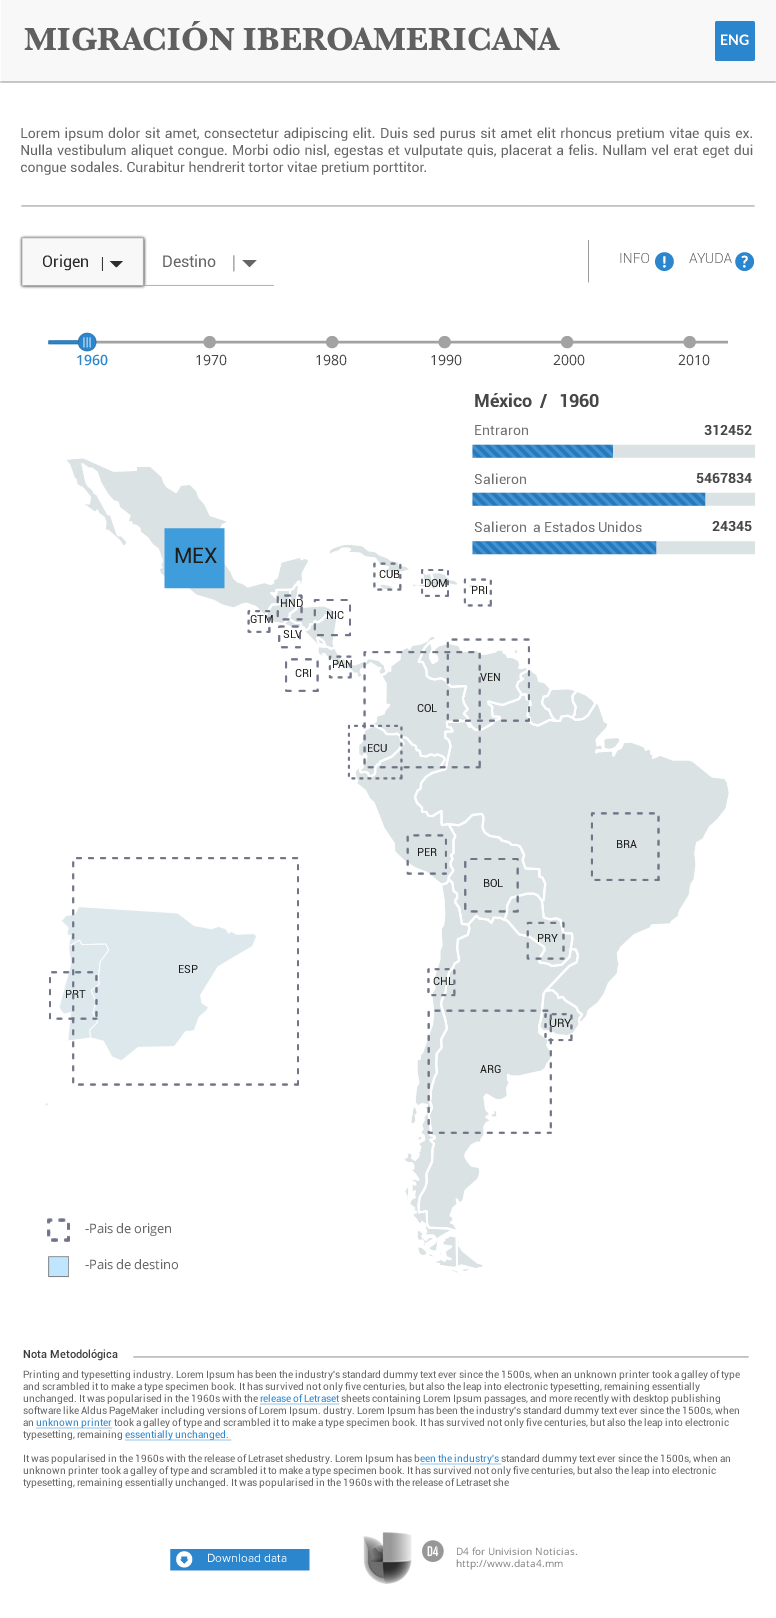 MIGRACIÓN IBEROAMERICANA
ENG
Lorem ipsum dolor sit amet, consectetur adipiscing elit. Duis sed purus sit amet elit rhoncus pretium vitae quis ex.
Nulla vestibulum aliquet congue. Morbi odio nisl, egestas et vulputate quis, placerat a felis. Nullam vel erat eget dui
congue sodales. Curabitur hendrerit tortor vitae pretium porttitor.
Origen
Destino
INFO !
AYUDA ?
1960 1970 1980 1990 2000 2010
México / 1960
Entraron 312452
Salieron 5467834
Salieron a Estados Unidos 24345
MEX
CUB
DOM
PRI
HND
GTM
NIC
SLV
CRI
PAN
VEN
COL
ECU
BRA
PER
BOL
PRY
ESP
CHL
PRT
URY
ARG
-Pais de origen
-Pais de destino
Nota Metodológica
Printing and typesetting industry. Lorem Ipsum has been the industry's standard dummy text ever since the 1500s, when an unknown printer took a galley of type
and scrambled it to make a type specimen book. It has survived not only five centuries, but also the leap into electronic typesetting, remaining essentially
unchanged. It was popularised in the 1960s with the release of Letraset sheets containing Lorem Ipsum passages, and more recently with desktop publishing
software like Aldus PageMaker including versions of Lorem Ipsum. dustry. Lorem Ipsum has been the industry's standard dummy text ever since the 1500s, when
an unknown printer took a galley of type and scrambled it to make a type specimen book. It has survived not only five centuries, but also the leap into electronic
typesetting, remaining essentially unchanged.
It was popularised in the 1960s with the release of Letraset shedustry. Lorem Ipsum has been the industry's standard dummy text ever since the 1500s, when an
unknown printer took a galley of type and scrambled it to make a type specimen book. It has survived not only five centuries, but also the leap into electronic
typesetting, remaining essentially unchanged. It was popularised in the 1960s with the release of Letraset she
Download data
D4
D4 for Univision Noticias.
http://www.data4.mm